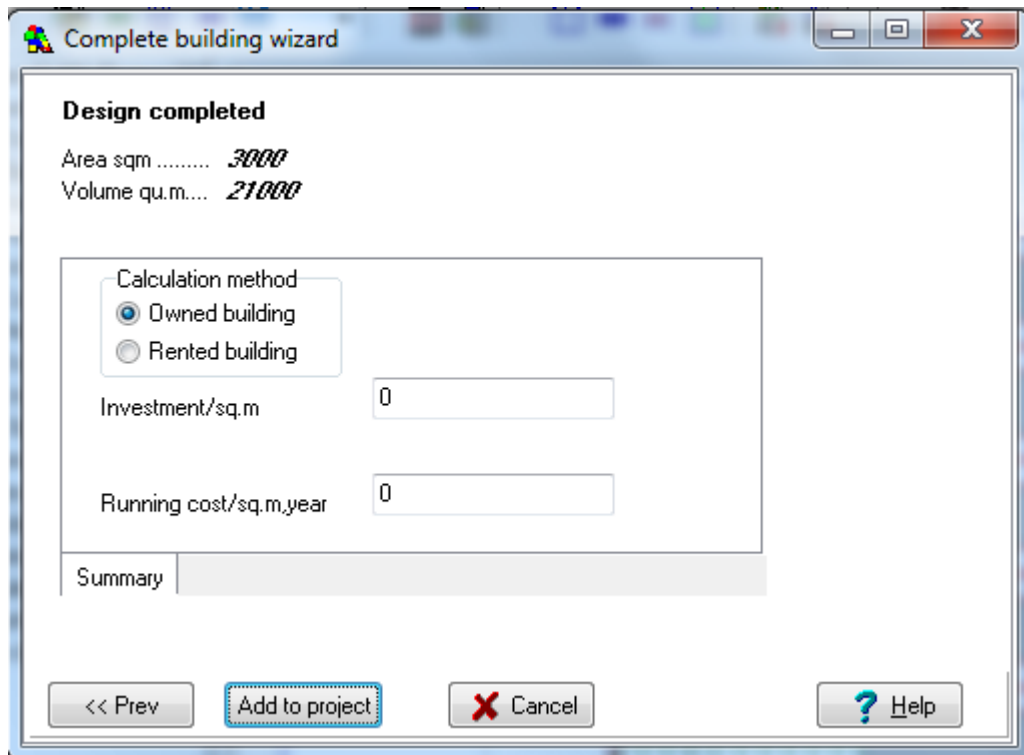 Complete building wizard
Design completed
Area sqm ......... 3000
Volume qu.m.... 21000
Calculation method
Owned building
Rented building
Investment/sq.m 0
Running cost/sq.m,year 0
Summary
<< Prev Add to project Cancel ? Help